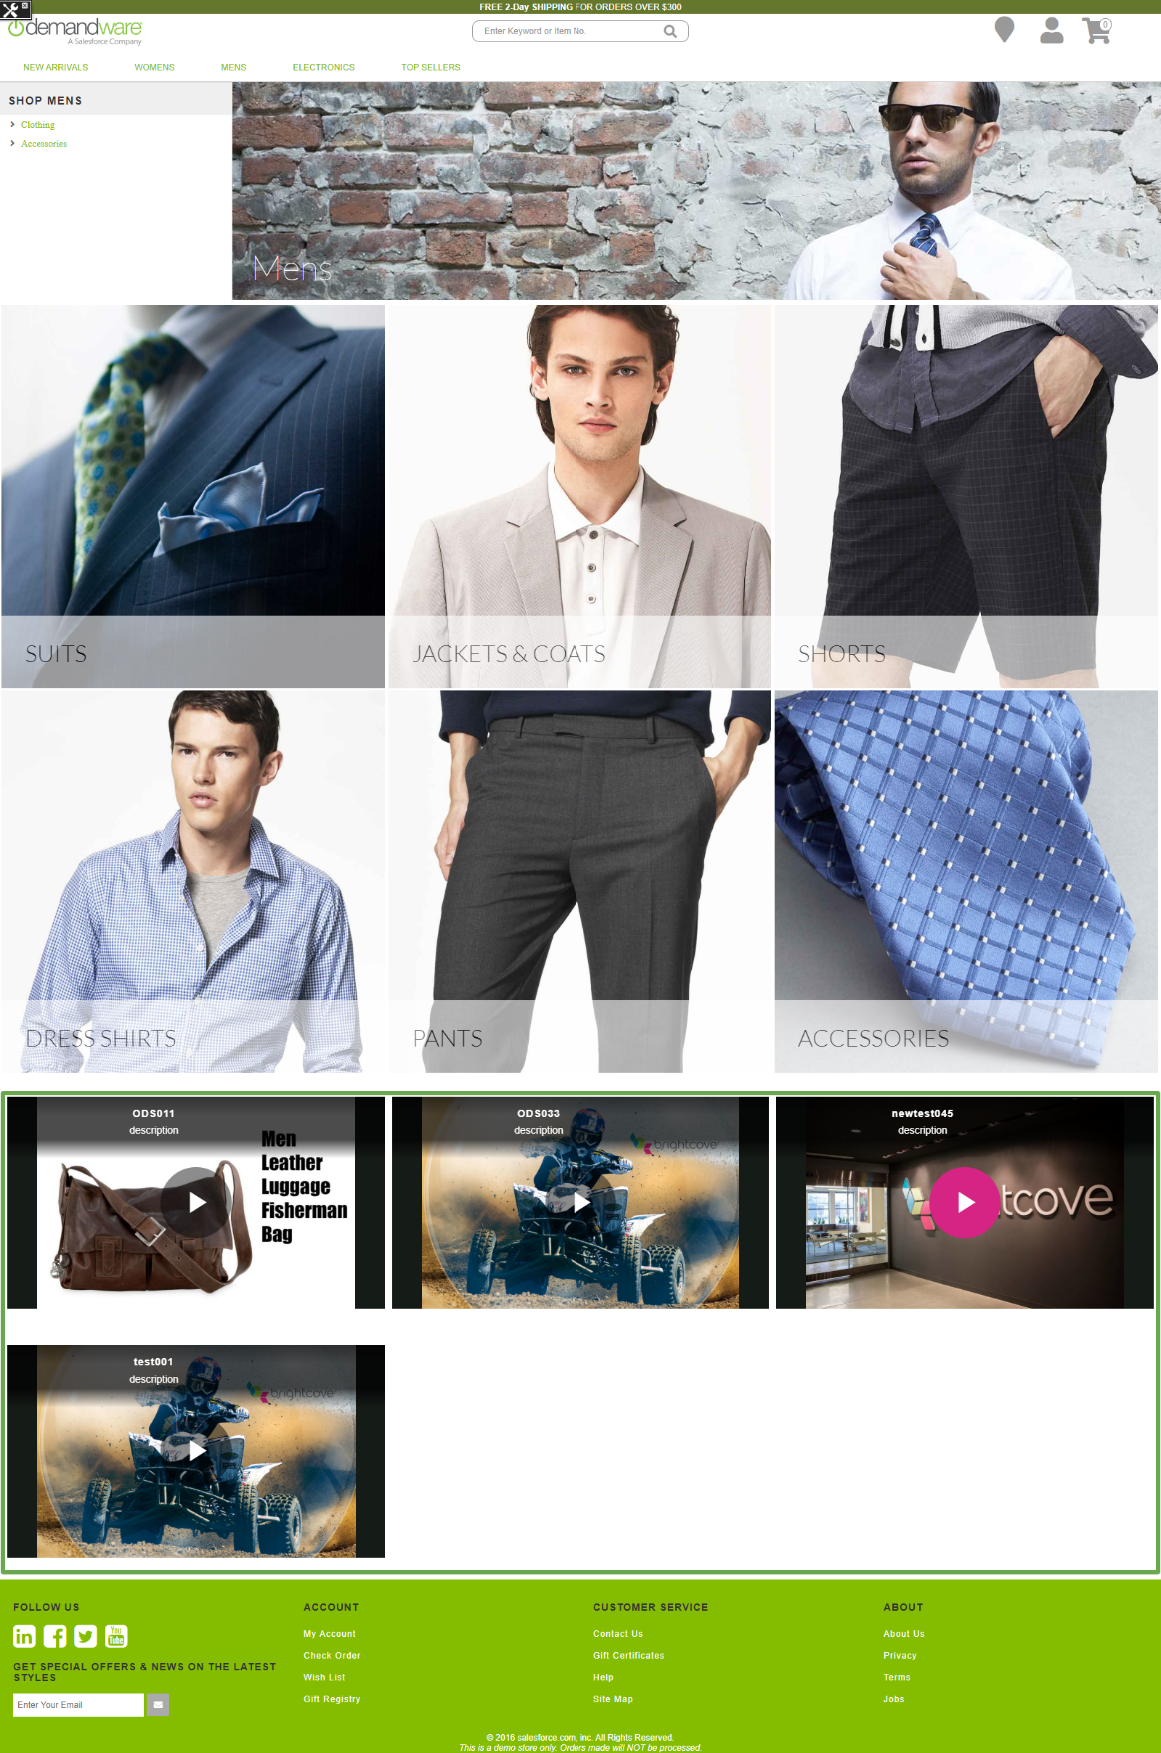 FREE 2-Day SHIPPING FOR ORDERS OVER $300
demandware
A Salesforce Company
Enter Keyword or Item No.
0
NEW ARRIVALS WOMENS MENS ELECTRONICS TOP SELLERS
SHOP MENS
Clothing
Accessories
Mens
SUITS
JACKETS & COATS
SHORTS
DRESS SHIRTS
PANTS
ACCESSORIES
ODS011
description
Men
Leather
Luggage
Fisherman
Bag
ODS033
description
brightcove
newtest045
description
tcove
test001
description
brightcove
FOLLOW US
in
You
Tube
GET SPECIAL OFFERS & NEWS ON THE LATEST
STYLES
Enter Your Email
ACCOUNT
My Account
Check Order
Wish List
Gift Registry
CUSTOMER SERVICE
Contact Us
Gift Certificates
Help
Site Map
ABOUT
About Us
Privacy
Terms
Jobs
© 2016 salesforce.com, inc. All Rights Reserved.
This is a demo store only. Orders made will NOT be processed.